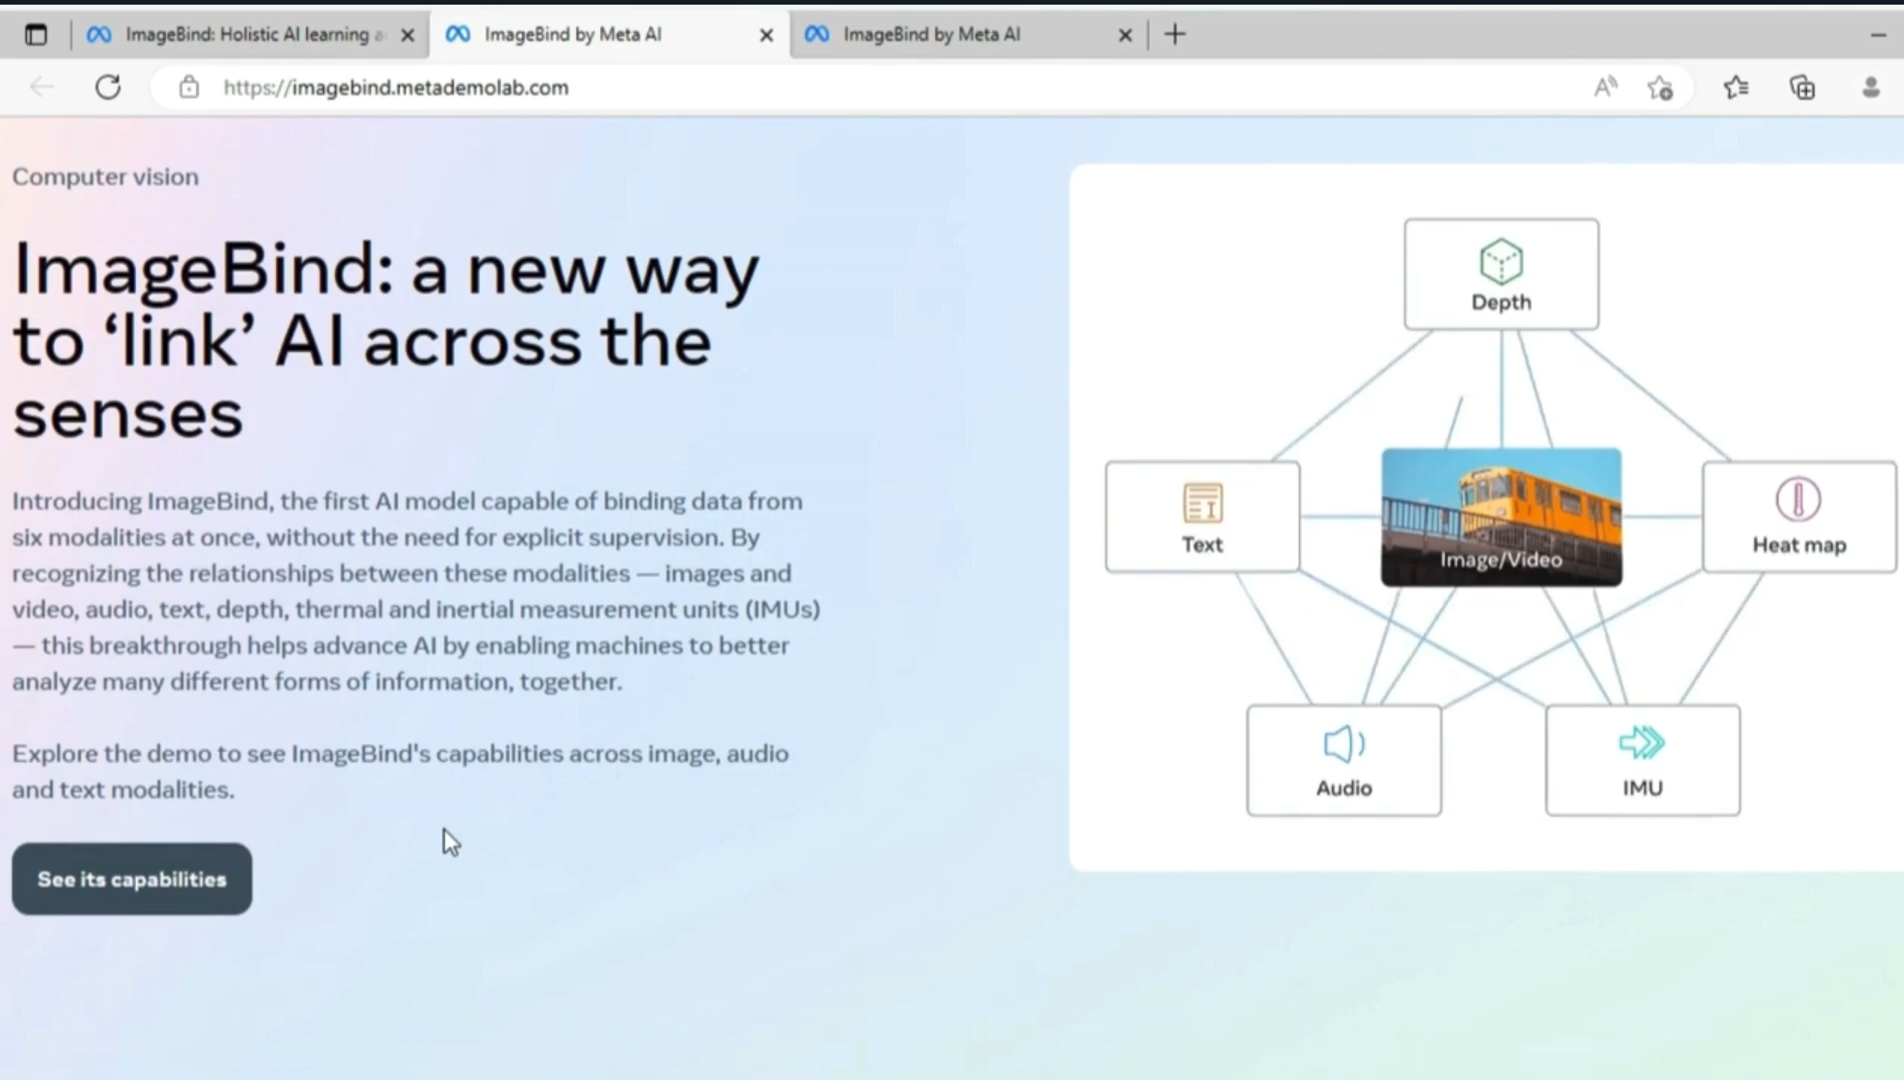 ImageBind: Holistic AI learning a
ImageBind by Meta AI
ImageBind by Meta AI
https://imagebind.metademolab.com
Computer vision
ImageBind: a new way
to ‘link’ AI across the
senses
Introducing ImageBind, the first AI model capable of binding data from
six modalities at once, without the need for explicit supervision. By
recognizing the relationships between these modalities — images and
video, audio, text, depth, thermal and inertial measurement units (IMUs)
— this breakthrough helps advance AI by enabling machines to better
analyze many different forms of information, together.
Explore the demo to see ImageBind's capabilities across image, audio
and text modalities.
See its capabilities
Depth
Text
Image/Video
Heat map
Audio
IMU